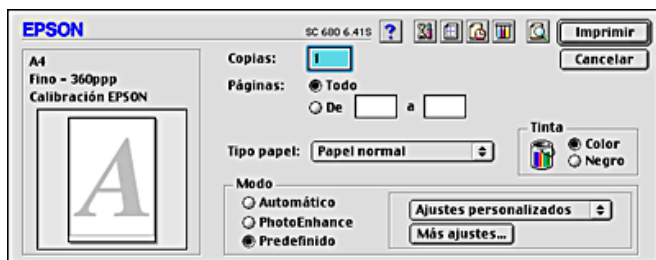 EPSON
SC 680 6.41S
?
Imprimir
A4
Fino - 360ppp
Calibración EPSON
A
Copias: 1
Cancelar
Páginas: Todo
De a
Tipo papel: Papel normal
Tinta
Color
Negro
Modo
Automático
PhotoEnhance
Predefinido
Ajustes personalizados
Más ajustes...